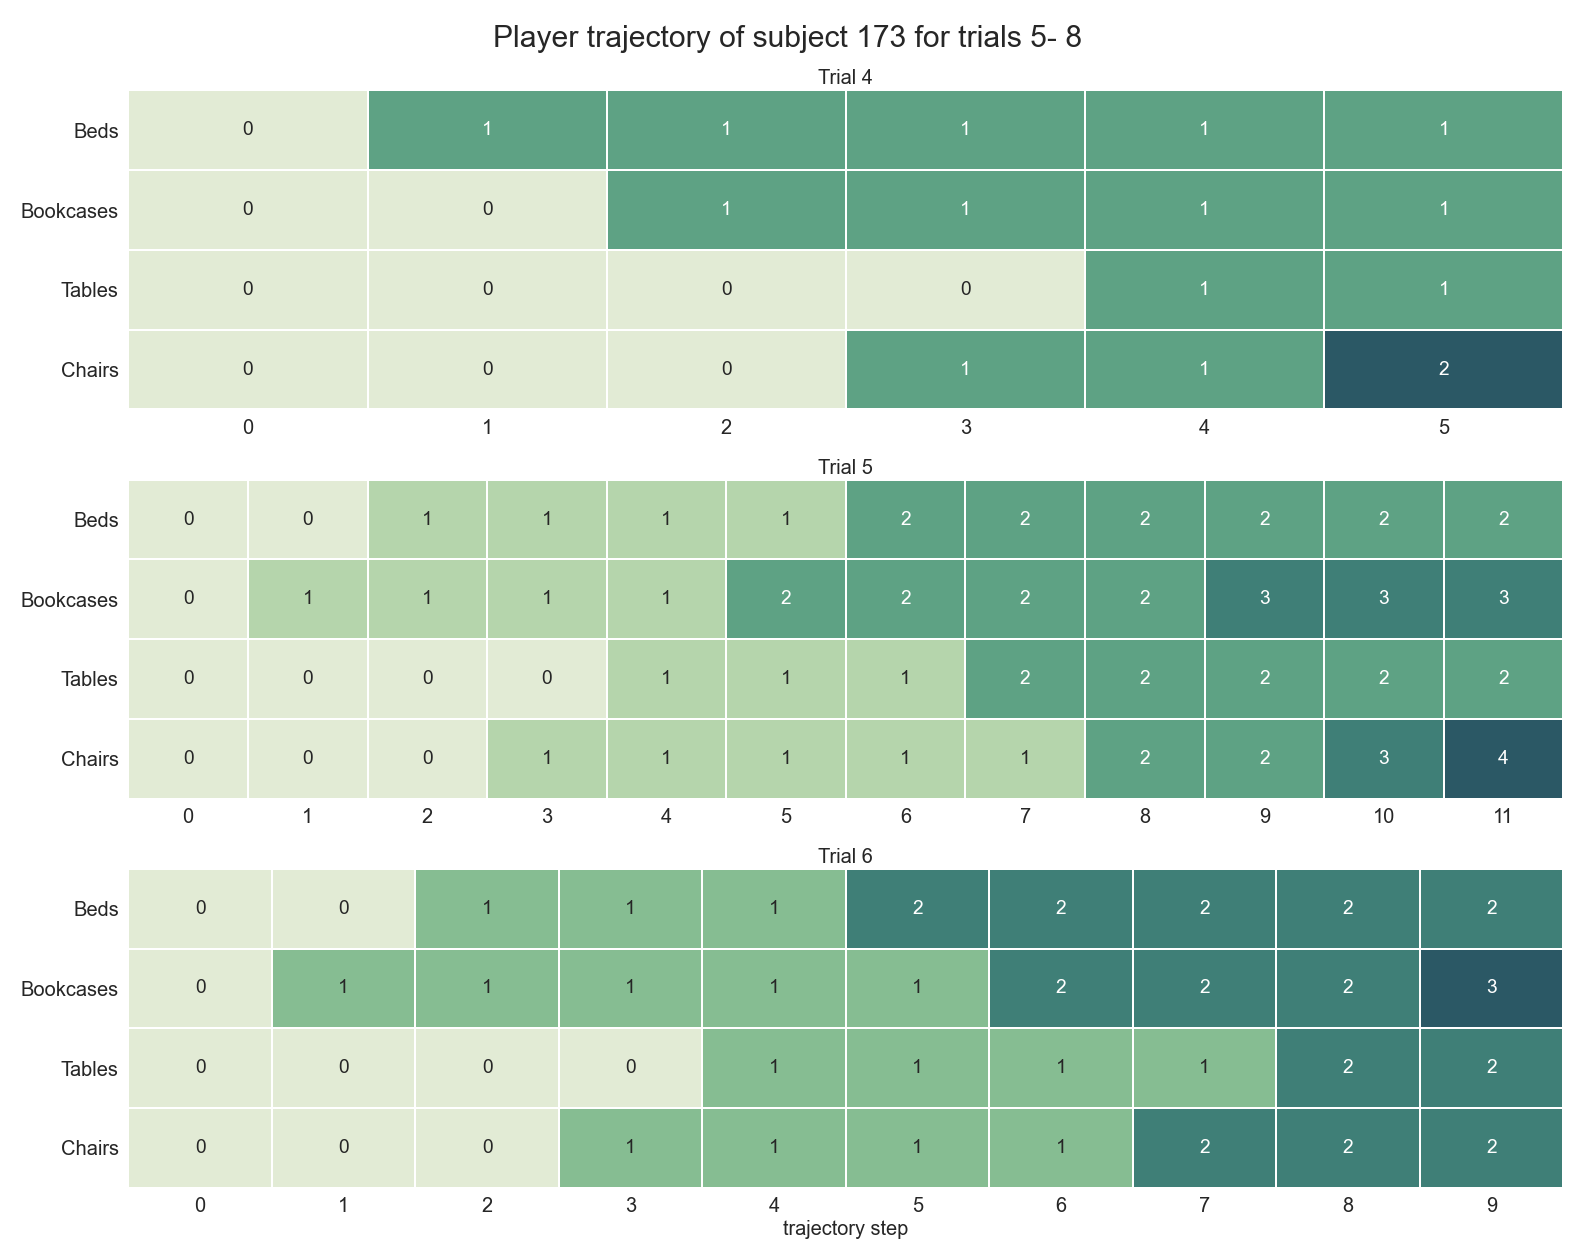 Player trajectory of subject 173 for trials 5- 8
Trial 4
Beds 0 1 1 1 1 1
Bookcases 0 0 1 1 1 1
Tables 0 0 0 0 1 1
Chairs 0 0 0 1 1 2
0 1 2 3 4 5
Trial 5
Beds 0 0 1 1 1 1 2 2 2 2 2 2
Bookcases 0 1 1 1 1 2 2 2 2 3 3 3
Tables 0 0 0 0 1 1 1 2 2 2 2 2
Chairs 0 0 0 1 1 1 1 1 2 2 3 4
0 1 2 3 4 5 6 7 8 9 10 11
Trial 6
Beds 0 0 1 1 1 2 2 2 2 2
Bookcases 0 1 1 1 1 1 2 2 2 3
Tables 0 0 0 0 1 1 1 1 2 2
Chairs 0 0 0 1 1 1 1 2 2 2
0 1 2 3 4 5 6 7 8 9
trajectory step